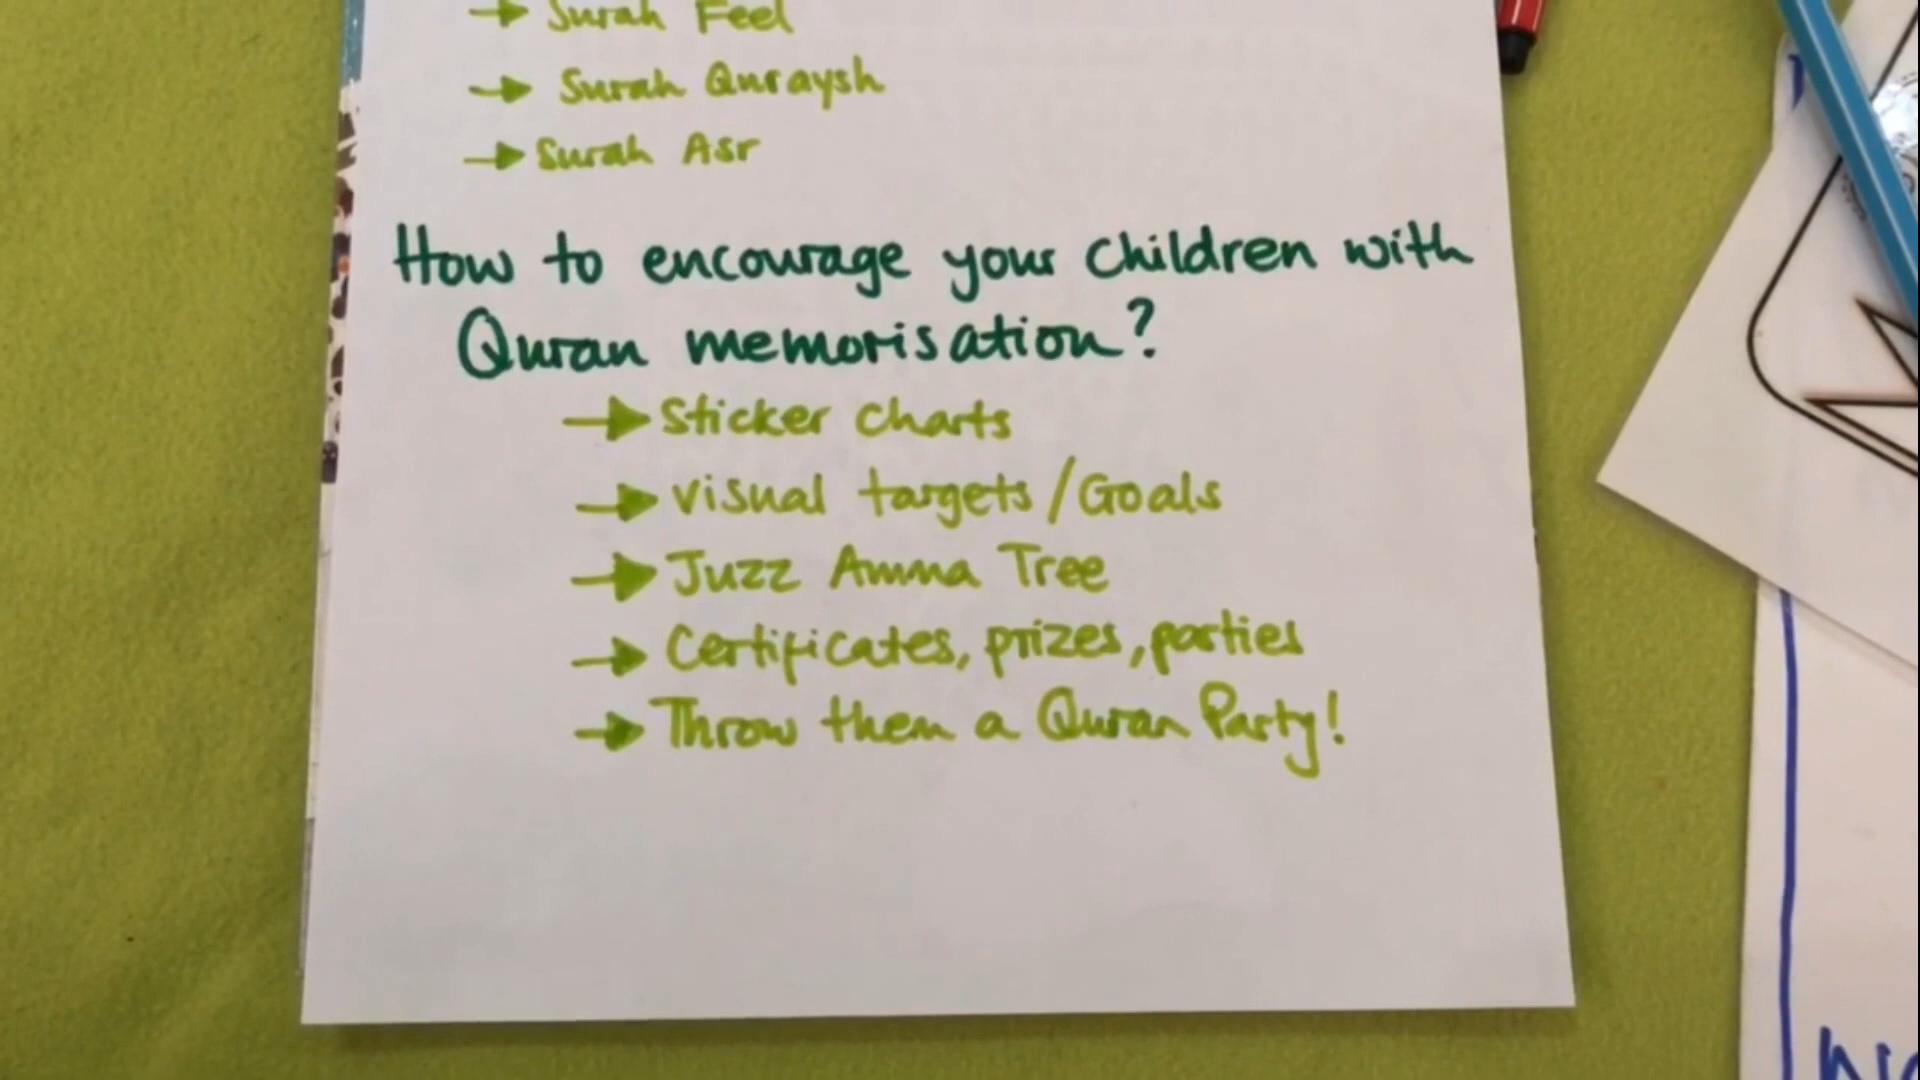 → Surah Feel
→ Surah Quraysh
→ Surah Asr
How to encourage your children with
Quran memorisation?
→ Sticker charts
→ visual targets/Goals
→ Juzz Amma Tree
→ Certificates, prizes, parties
→ Throw them a Quran Party!